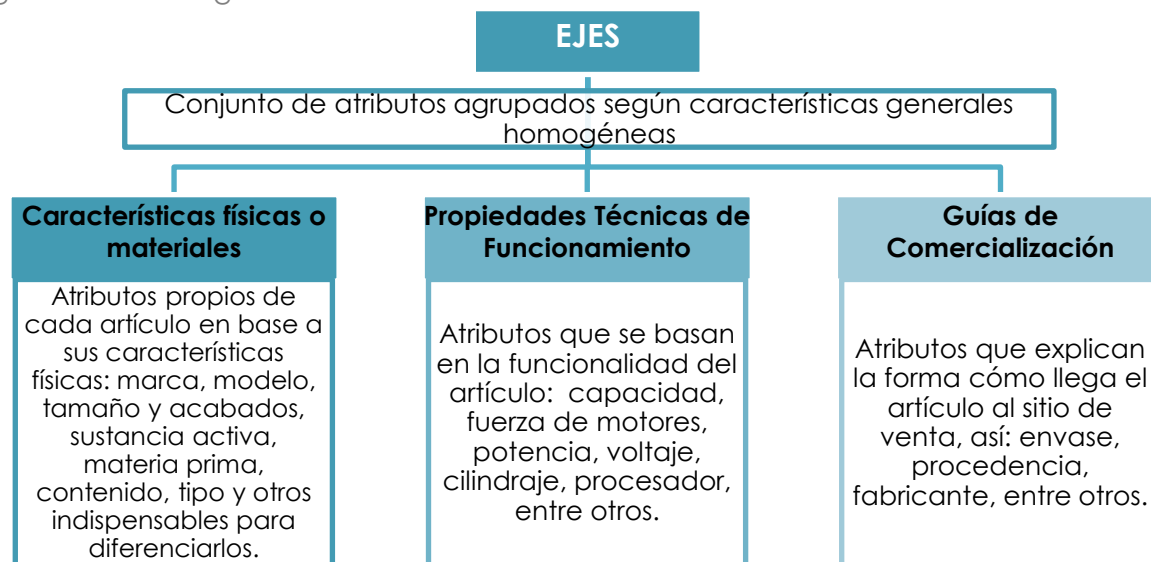 EJES
Conjunto de atributos agrupados según características generales
homogéneas
Características físicas o
materiales
Atributos propios de
cada artículo en base a
sus características
físicas: marca, modelo,
tamaño y acabados,
sustancia activa,
materia prima,
contenido, tipo y otros
indispensables para
diferenciarlos.
Propiedades Técnicas de
Funcionamiento
Atributos que se basan
en la funcionalidad del
artículo: capacidad,
fuerza de motores,
potencia, voltaje,
cilindraje, procesador,
entre otros.
Guías de
Comercialización
Atributos que explican
la forma cómo llega el
artículo al sitio de
venta, así: envase,
procedencia,
fabricante, entre otros.